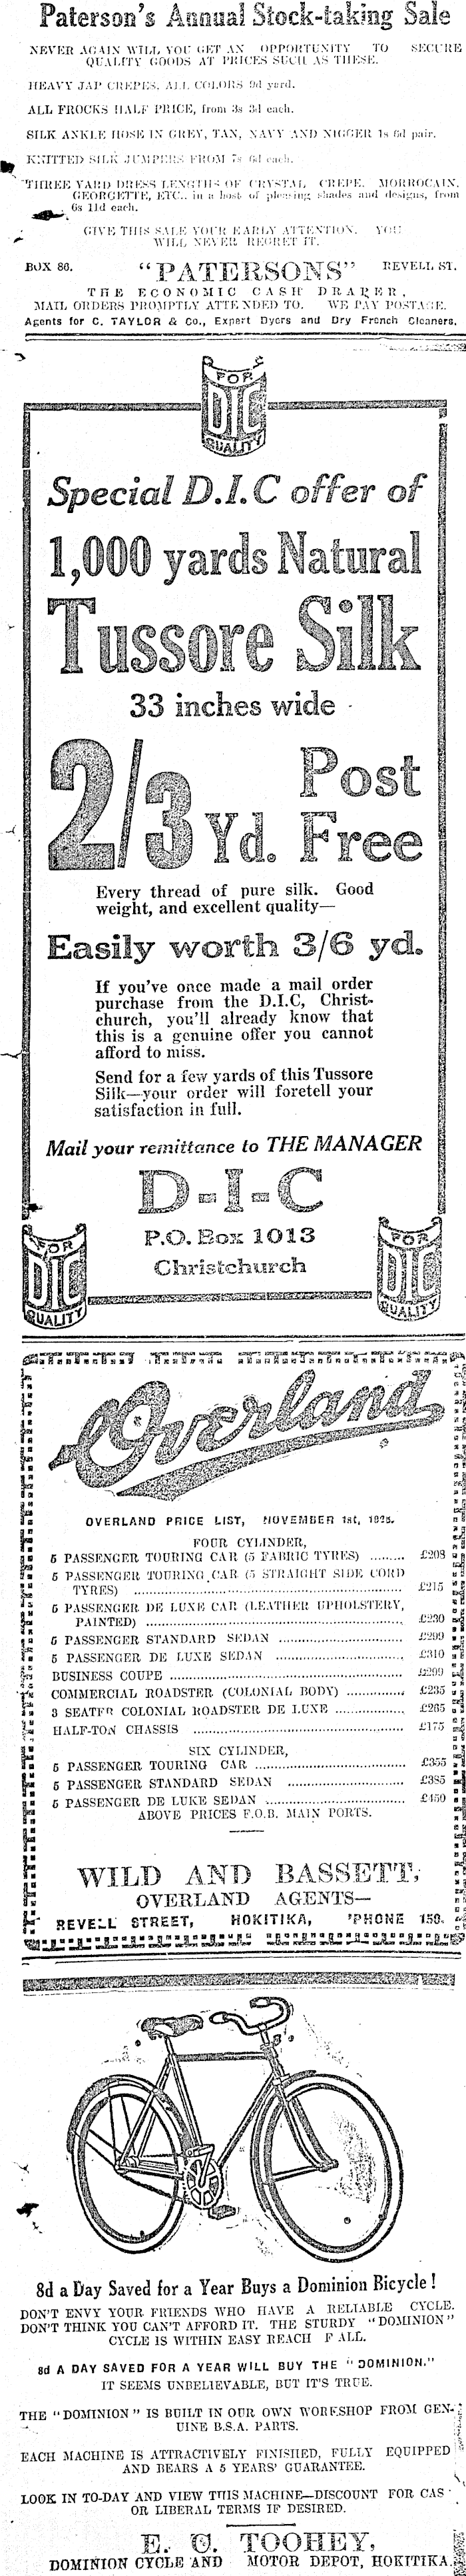 Paterson's Annual Stock-taking Sale
NEVER AGAIN WILL YOU GET AN OPPORTUNITY TO SECURE
QUALITY GOODS AT PRICES SUCH AS THESE.
HEAVY JAP CREPES. ALL COLORS 9d yard.
ALL FROCKS HALF PRICE, from 3s 3d each.
SILK ANKLE HOSE IN GREY, TAN, NAVY AND NIGGER 1s 6d pair.
KNITTED SILK JUMPERS FROM 7s 6d each.
THREE YARD DRESS LENGTHS OF CRYSTAL CREPE, MORROCAIN,
GEORGETTE, ETC., in a host of pleasing shades and designs, from
6s 11d each.
GIVE THIS SALE YOUR EARLY ATTENTION. YOU
WILL NEVER REGRET IT.
BOX 86. "PATERSONS" REVELL ST.
THE ECONOMIC CASH DRAPER,
MAIL ORDERS PROMPTLY ATTENDED TO. WE PAY POSTAGE.
Agents for C. TAYLOR & Co., Expert Dyers and Dry French Cleaners.
FOR
DIC
QUALITY
Special D.I.C offer of
1,000 yards Natural
Tussore Silk
33 inches wide
2/3 Yd. Post Free
Every thread of pure silk. Good
weight, and excellent quality—
Easily worth 3/6 yd.
If you've once made a mail order
purchase from the D.I.C, Christ-
church, you'll already know that
this is a genuine offer you cannot
afford to miss.
Send for a few yards of this Tussore
Silk—your order will foretell your
satisfaction in full.
Mail your remittance to THE MANAGER
D-I-C
P.O. Box 1013
Christchurch
FOR
DIC
QUALITY
FOR
DIC
QUALITY
Overland
OVERLAND PRICE LIST, NOVEMBER 1st,
FOUR CYLINDER,
5 PASSENGER TOURING CAR (5 FABRIC TYRES) ......... £208
5 PASSENGER TOURING CAR (5 STRAIGHT SIDE CORD
TYRES) ............ £215
5 PASSENGER DE LUXE CAR (LEATHER UPHOLSTERY,
PAINTED) ............ £230
5 PASSENGER STANDARD SEDAN ............ £299
5 PASSENGER DE LUXE SEDAN ............ £310
BUSINESS COUPE ............ £299
COMMERCIAL ROADSTER (COLONIAL BODY) ............ £235
3 SEATER COLONIAL ROADSTER DE LUXE ............ £265
HALF-TON CHASSIS ............ £175
SIX CYLINDER,
5 PASSENGER TOURING CAR ............ £355
5 PASSENGER STANDARD SEDAN ............ £385
5 PASSENGER DE LUXE SEDAN ............ £450
ABOVE PRICES F.O.B. MAIN PORTS.
WILD AND BASSETT,
OVERLAND AGENTS—
REVELL STREET, HOKITIKA, 'PHONE 159.
8d a Day Saved for a Year Buys a Dominion Bicycle!
DON'T ENVY YOUR FRIENDS WHO HAVE A RELIABLE CYCLE.
DON'T THINK YOU CAN'T AFFORD IT. THE STURDY "DOMINION"
CYCLE IS WITHIN EASY REACH F ALL.
8d A DAY SAVED FOR A YEAR WILL BUY THE "DOMINION."
IT SEEMS UNBELIEVABLE, BUT IT'S TRUE.
THE "DOMINION" IS BUILT IN OUR OWN WORKSHOP FROM GEN-
UINE B.S.A. PARTS.
EACH MACHINE IS ATTRACTIVELY FINISHED, FULLY EQUIPPED
AND BEARS A 5 YEARS' GUARANTEE.
LOOK IN TO-DAY AND VIEW THIS MACHINE—DISCOUNT FOR CAS
OR LIBERAL TERMS IF DESIRED.
E. C. TOOHEY,
DOMINION CYCLE AND MOTOR DEPOT, HOKITIKA